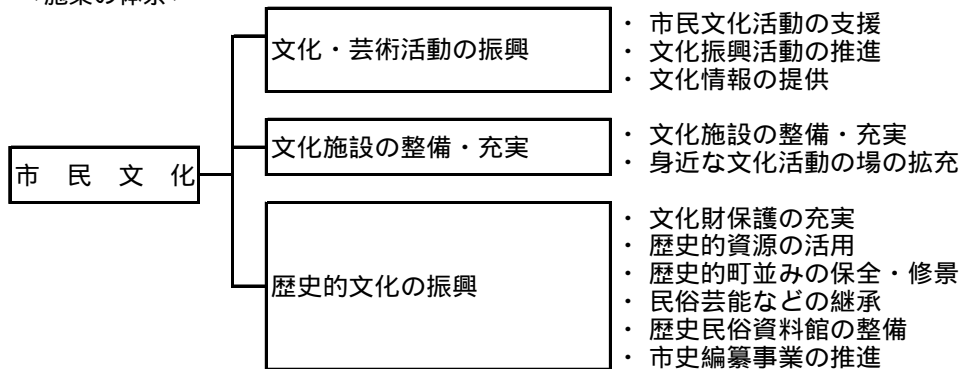 市　民　文　化
文化・芸術活動の振興
・ 市民文化活動の支援
・ 文化振興活動の推進
・ 文化情報の提供
文化施設の整備・充実
・ 文化施設の整備・充実
・ 身近な文化活動の場の拡充
歴史的文化の振興
・ 文化財保護の充実
・ 歴史的資源の活用
・ 歴史的町並みの保全・修景
・ 民俗芸能などの継承
・ 歴史民俗資料館の整備
・ 市史編纂事業の推進